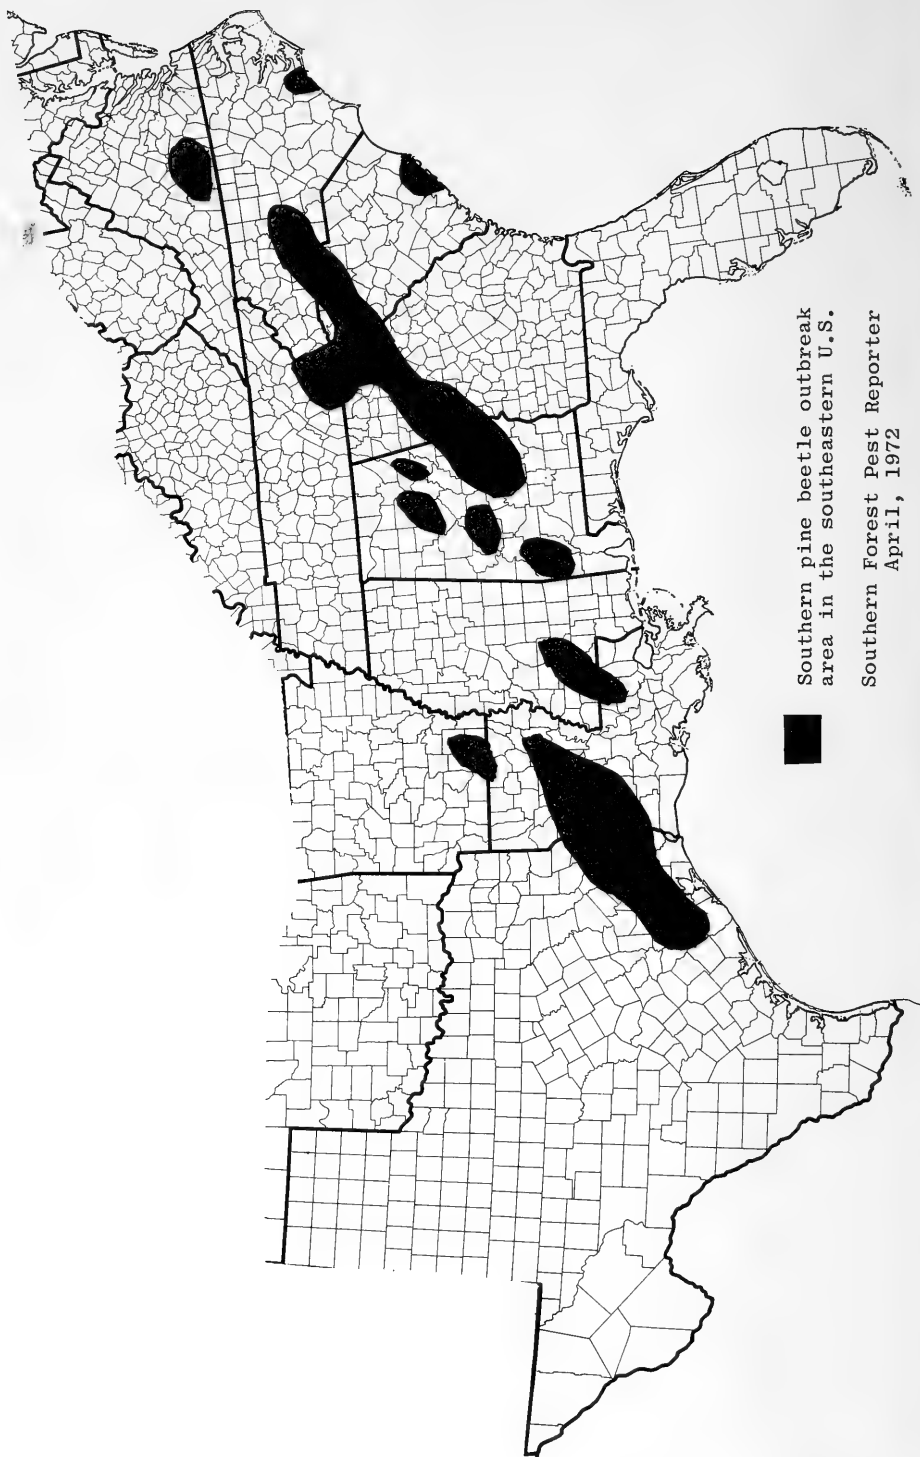 Southern pine beetle outbreak
area in the southeastern U.S.
Southern Forest Pest Reporter
April, 1972